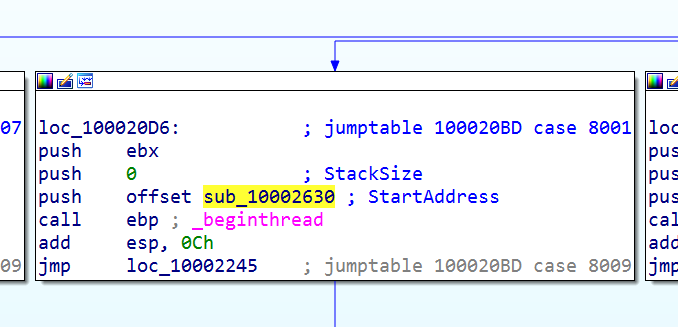 07
loc_100020D6: ; jumptable 100020BD case 8001
push ebx
push 0 ; StackSize
push offset sub_10002630 ; StartAddress
call ebp ; _beginthread
add esp, 0Ch
jmp loc_10002245 ; jumptable 100020BD case 8009
09
loc
pus
pus
pus
cal
add
jmp